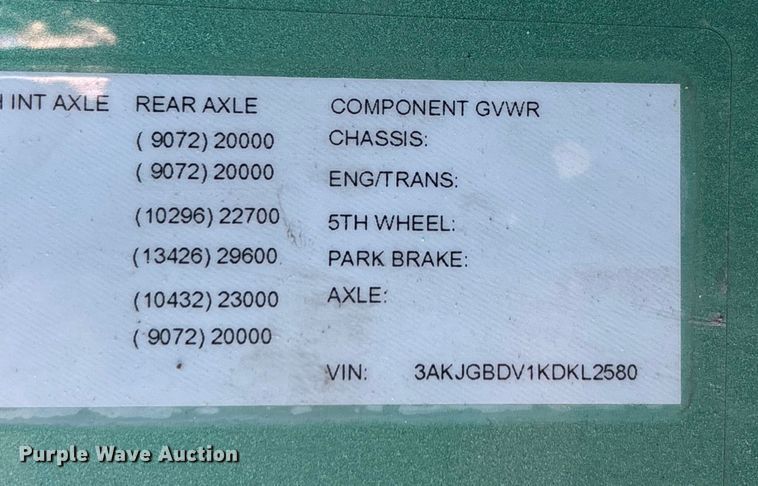 H INT AXLE REAR AXLE COMPONENT GVWR
( 9072) 20000 CHASSIS:
( 9072) 20000 ENG/TRANS:
(10296) 22700 5TH WHEEL:
(13426) 29600 PARK BRAKE:
(10432) 23000 AXLE:
( 9072) 20000
VIN: 3AKJGBDV1KDKL2580
Purple Wave Auction